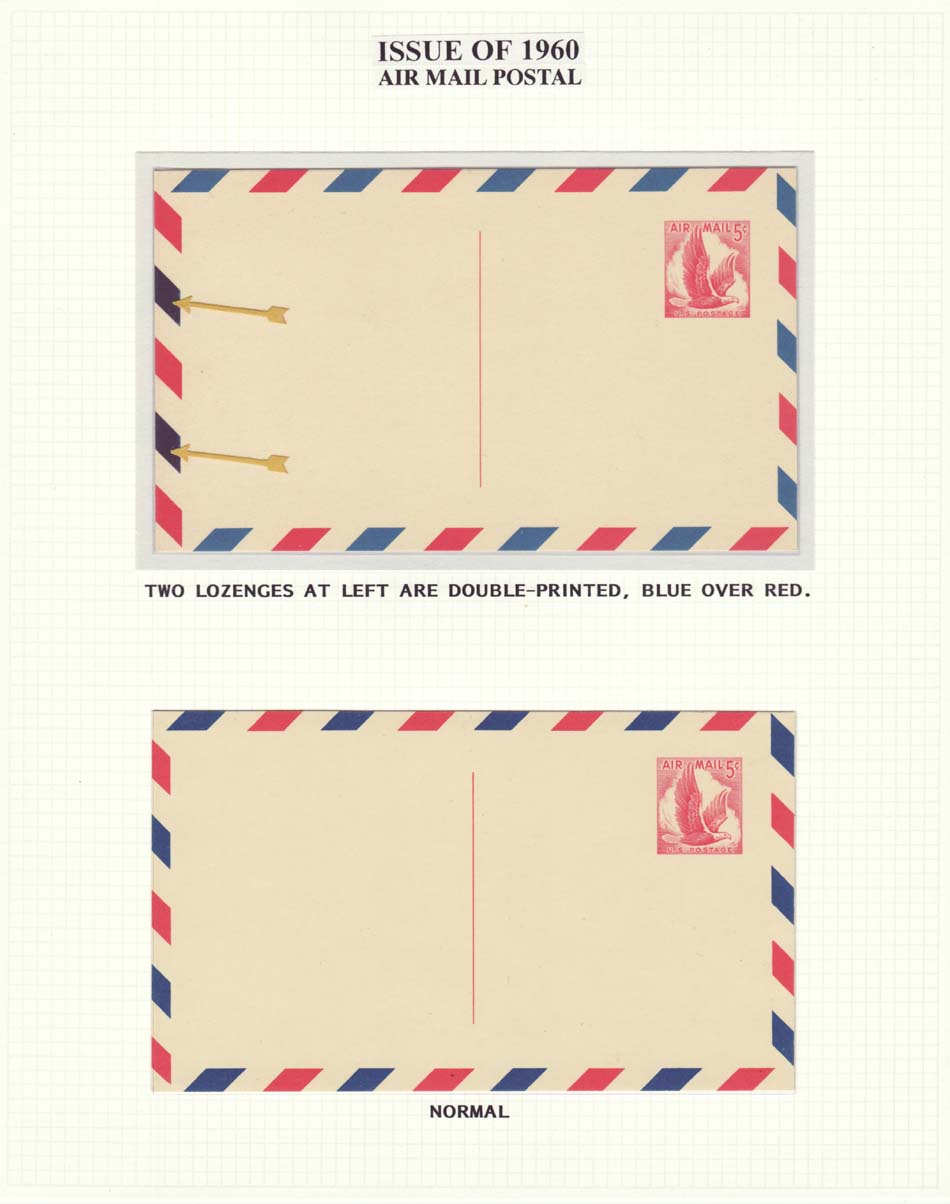 ISSUE OF 1960
AIR MAIL POSTAL
AIR MAIL 5¢
U.S. POSTAGE
TWO LOZENGES AT LEFT ARE DOUBLE-PRINTED, BLUE OVER RED.
AIR MAIL 5¢
U.S. POSTAGE
NORMAL